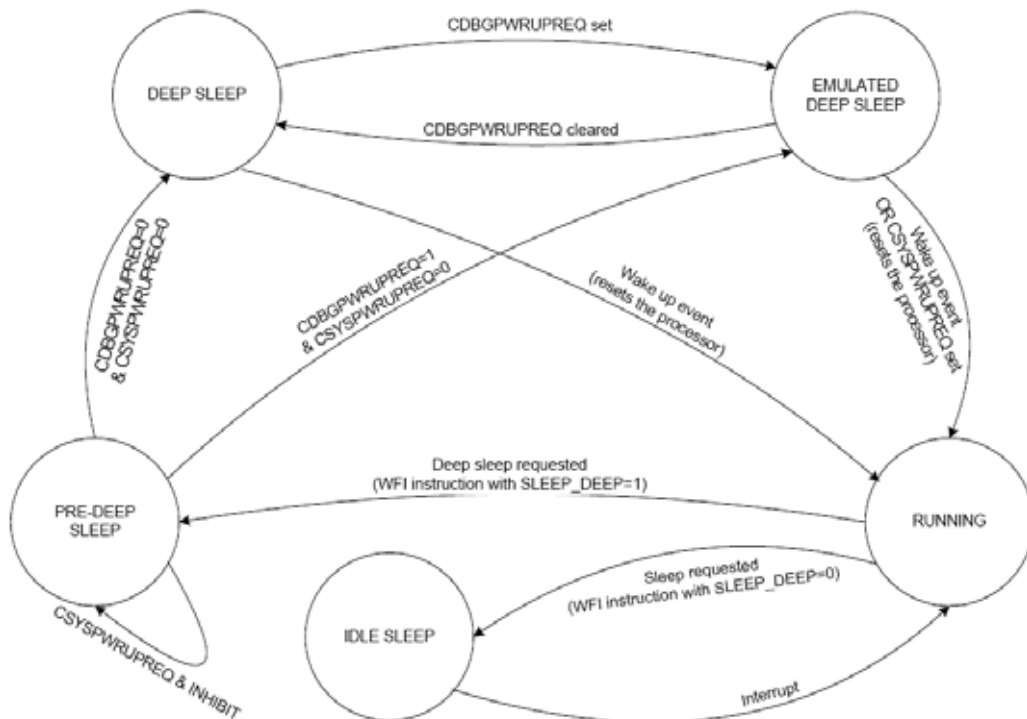 CDBGPWRUPREQ set
DEEP SLEEP
EMULATED
DEEP SLEEP
CDBGPWRUPREQ cleared
CDBGPWRUPREQ=0
& CSYSPWRUPREQ=0
CDBGPWRUPREQ=1
& CSYSPWRUPREQ=0
Wake up event
(resets the processor)
Wake up event
OR CSYSPWRUPREQ set
(resets the processor)
Deep sleep requested
(WFI instruction with SLEEP_DEEP=1)
PRE-DEEP
SLEEP
RUNNING
Sleep requested
(WFI instruction with SLEEP_DEEP=0)
IDLE SLEEP
CSYSPWRUPREQ & INHIBIT
Interrupt